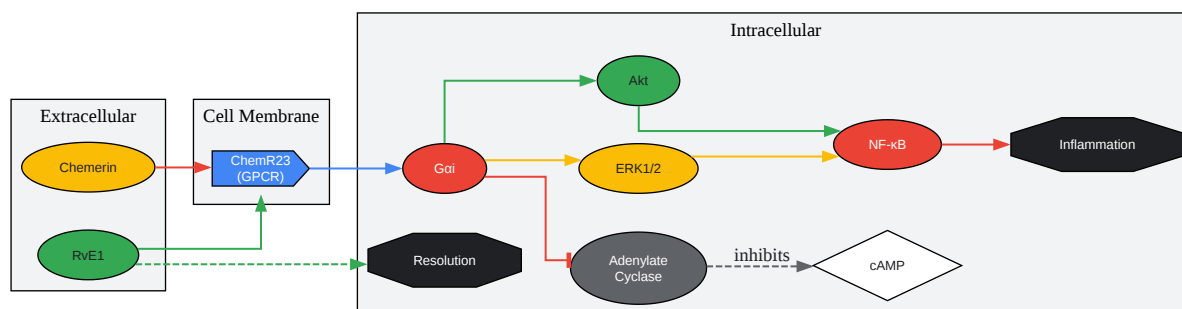 Intracellular
Akt
Extracellular
Cell Membrane
Chemerin
ChemR23
(GPCR)
Gαi
ERK1/2
NF-κB
Inflammation
RvE1
Resolution
Adenylate
Cyclase
inhibits
cAMP